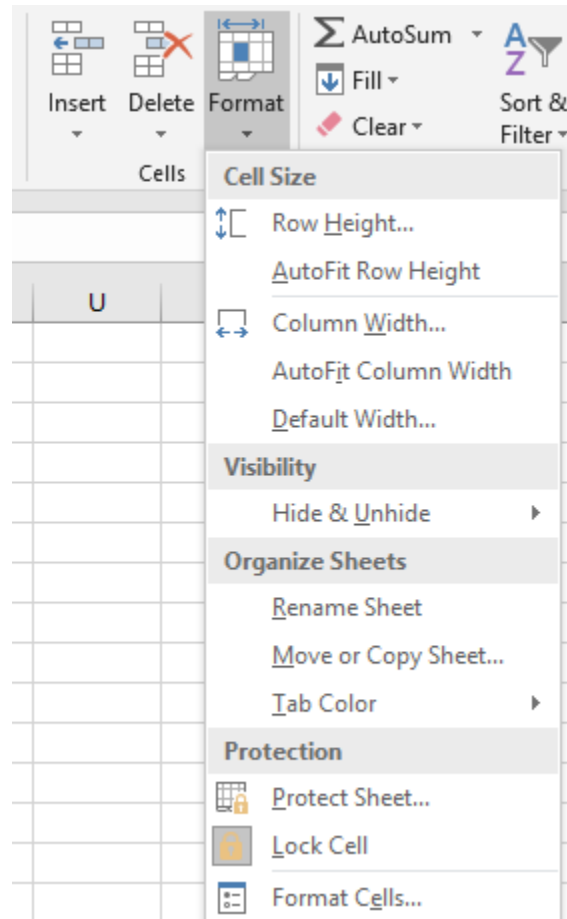 Insert
Delete
Format
AutoSum
Fill
Clear
Sort &
Filter
Cells
U
Cell Size
Row Height...
AutoFit Row Height
Column Width...
AutoFit Column Width
Default Width...
Visibility
Hide & Unhide
Organize Sheets
Rename Sheet
Move or Copy Sheet...
Tab Color
Protection
Protect Sheet...
Lock Cell
Format Cells...